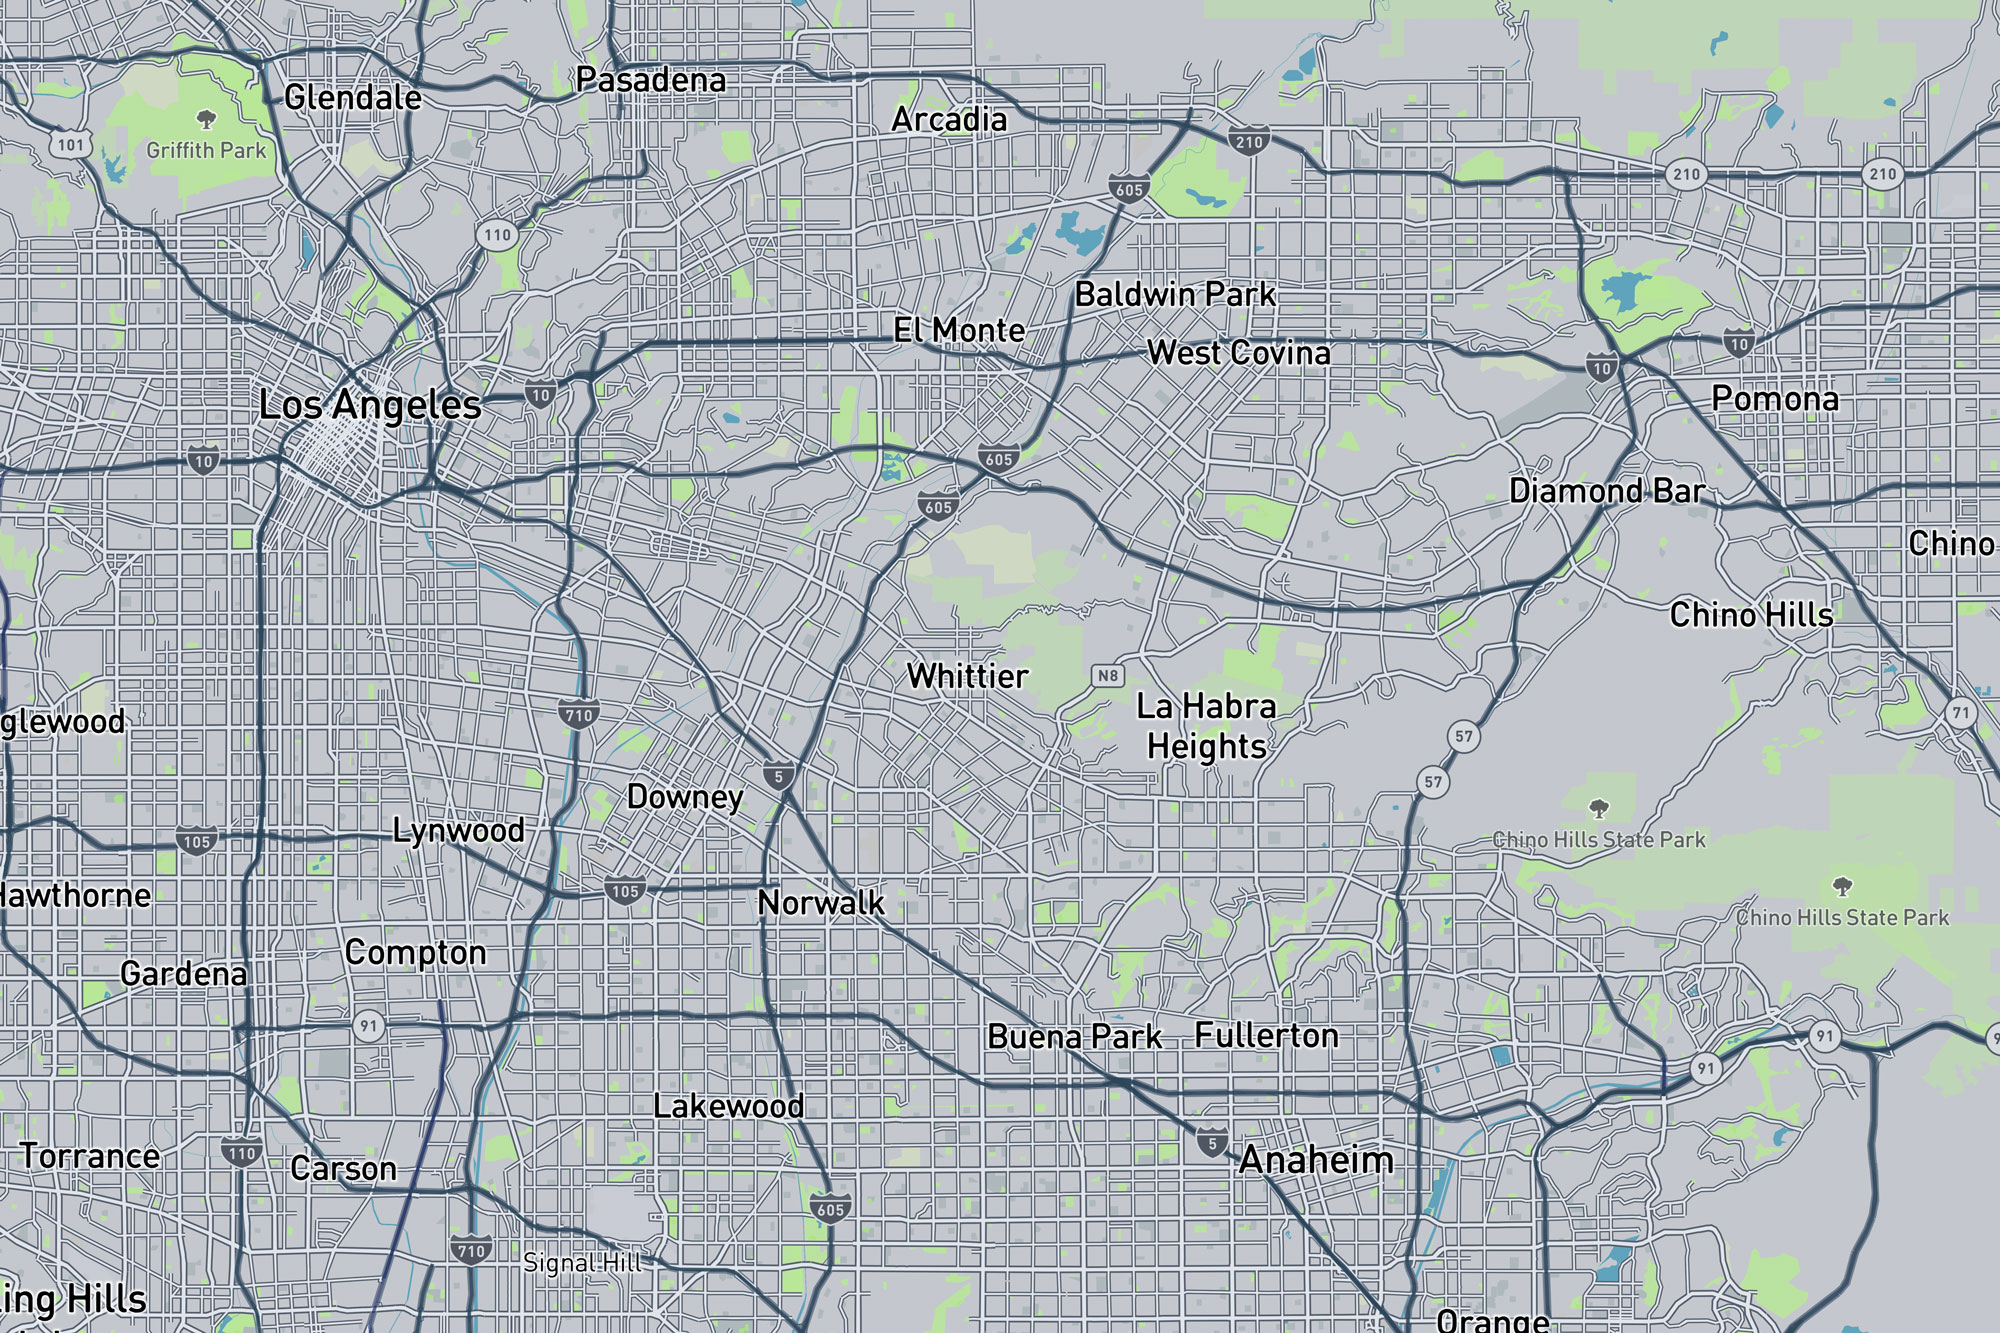 Pasadena
Glendale
Arcadia
101
210
Griffith Park
210
210
605
110
Baldwin Park
El Monte
West Covina
10
10
10
Pomona
Los Angeles
10
605
Diamond Bar
605
Chino
Chino Hills
Whittier
N8
La Habra
Heights
710
glewood
71
57
5
57
Downey
Chino Hills State Park
Lynwood
105
105
Hawthorne
Norwalk
Chino Hills State Park
Compton
Gardena
91
Buena Park
Fullerton
91
9
91
Lakewood
5
Torrance
110
Carson
Anaheim
605
710
Signal Hill
ing Hills
Orange